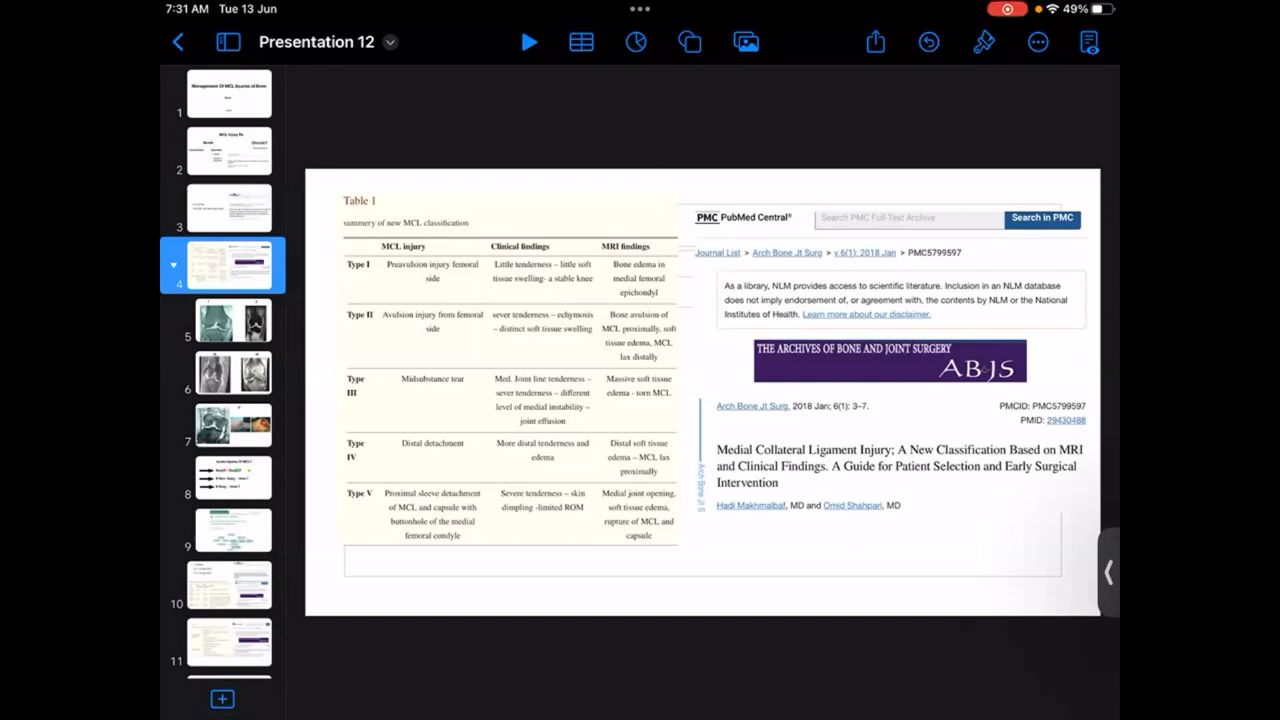 7:31 AM Tue 13 Jun
49%
Presentation 12
Management Of MCL Injuries of Knee
1
2
3
4
5
6
7
8
9
10
11
Table 1
summery of new MCL classification
MCL injury Clinical findings MRI findings
Type I Preavulsion injury femoral Little tenderness – little soft Bone edema in
side tissue swelling- a stable knee medial femoral
epichondyl
Type II Avulsion injury from femoral sever tenderness – echymosis Bone avulsion of
side – distinct soft tissue swelling MCL proximally, soft
tissue edema, MCL
lax distally
Type Midsubstance tear Med. Joint line tenderness – Massive soft tissue
III sever tenderness – different edema - torn MCL
level of medial instability –
joint effusion
Type Distal detachment More distal tenderness and Distal soft tissue
IV edema edema – MCL lax
proximally
Type V Proximal sleeve detachment Severe tenderness – skin Medial joint opening,
of MCL and capsule with dimpling -limited ROM soft tissue edema,
buttonhole of the medial rupture of MCL and
femoral condyle capsule
PMC PubMed Central® Search PMC Full-Text Archive Search in PMC
Journal List > Arch Bone Jt Surg > v.6(1); 2018 Jan > PMC5799597
As a library, NLM provides access to scientific literature. Inclusion in an NLM database
does not imply endorsement of, or agreement with, the contents by NLM or the National
Institutes of Health. Learn more about our disclaimer.
THE ARCHIVES OF BONE AND JOINT SURGERY
ABJS
Arch Bone Jt Surg. 2018 Jan; 6(1): 3–7. PMCID: PMC5799597
PMID: 29430488
Medial Collateral Ligament Injury; A New Classification Based on MRI
and Clinical Findings. A Guide for Patient Selection and Early Surgical
Intervention
Hadi Makhmalbaf, MD and Omid Shahpari, MD
Arch Bone Jt S